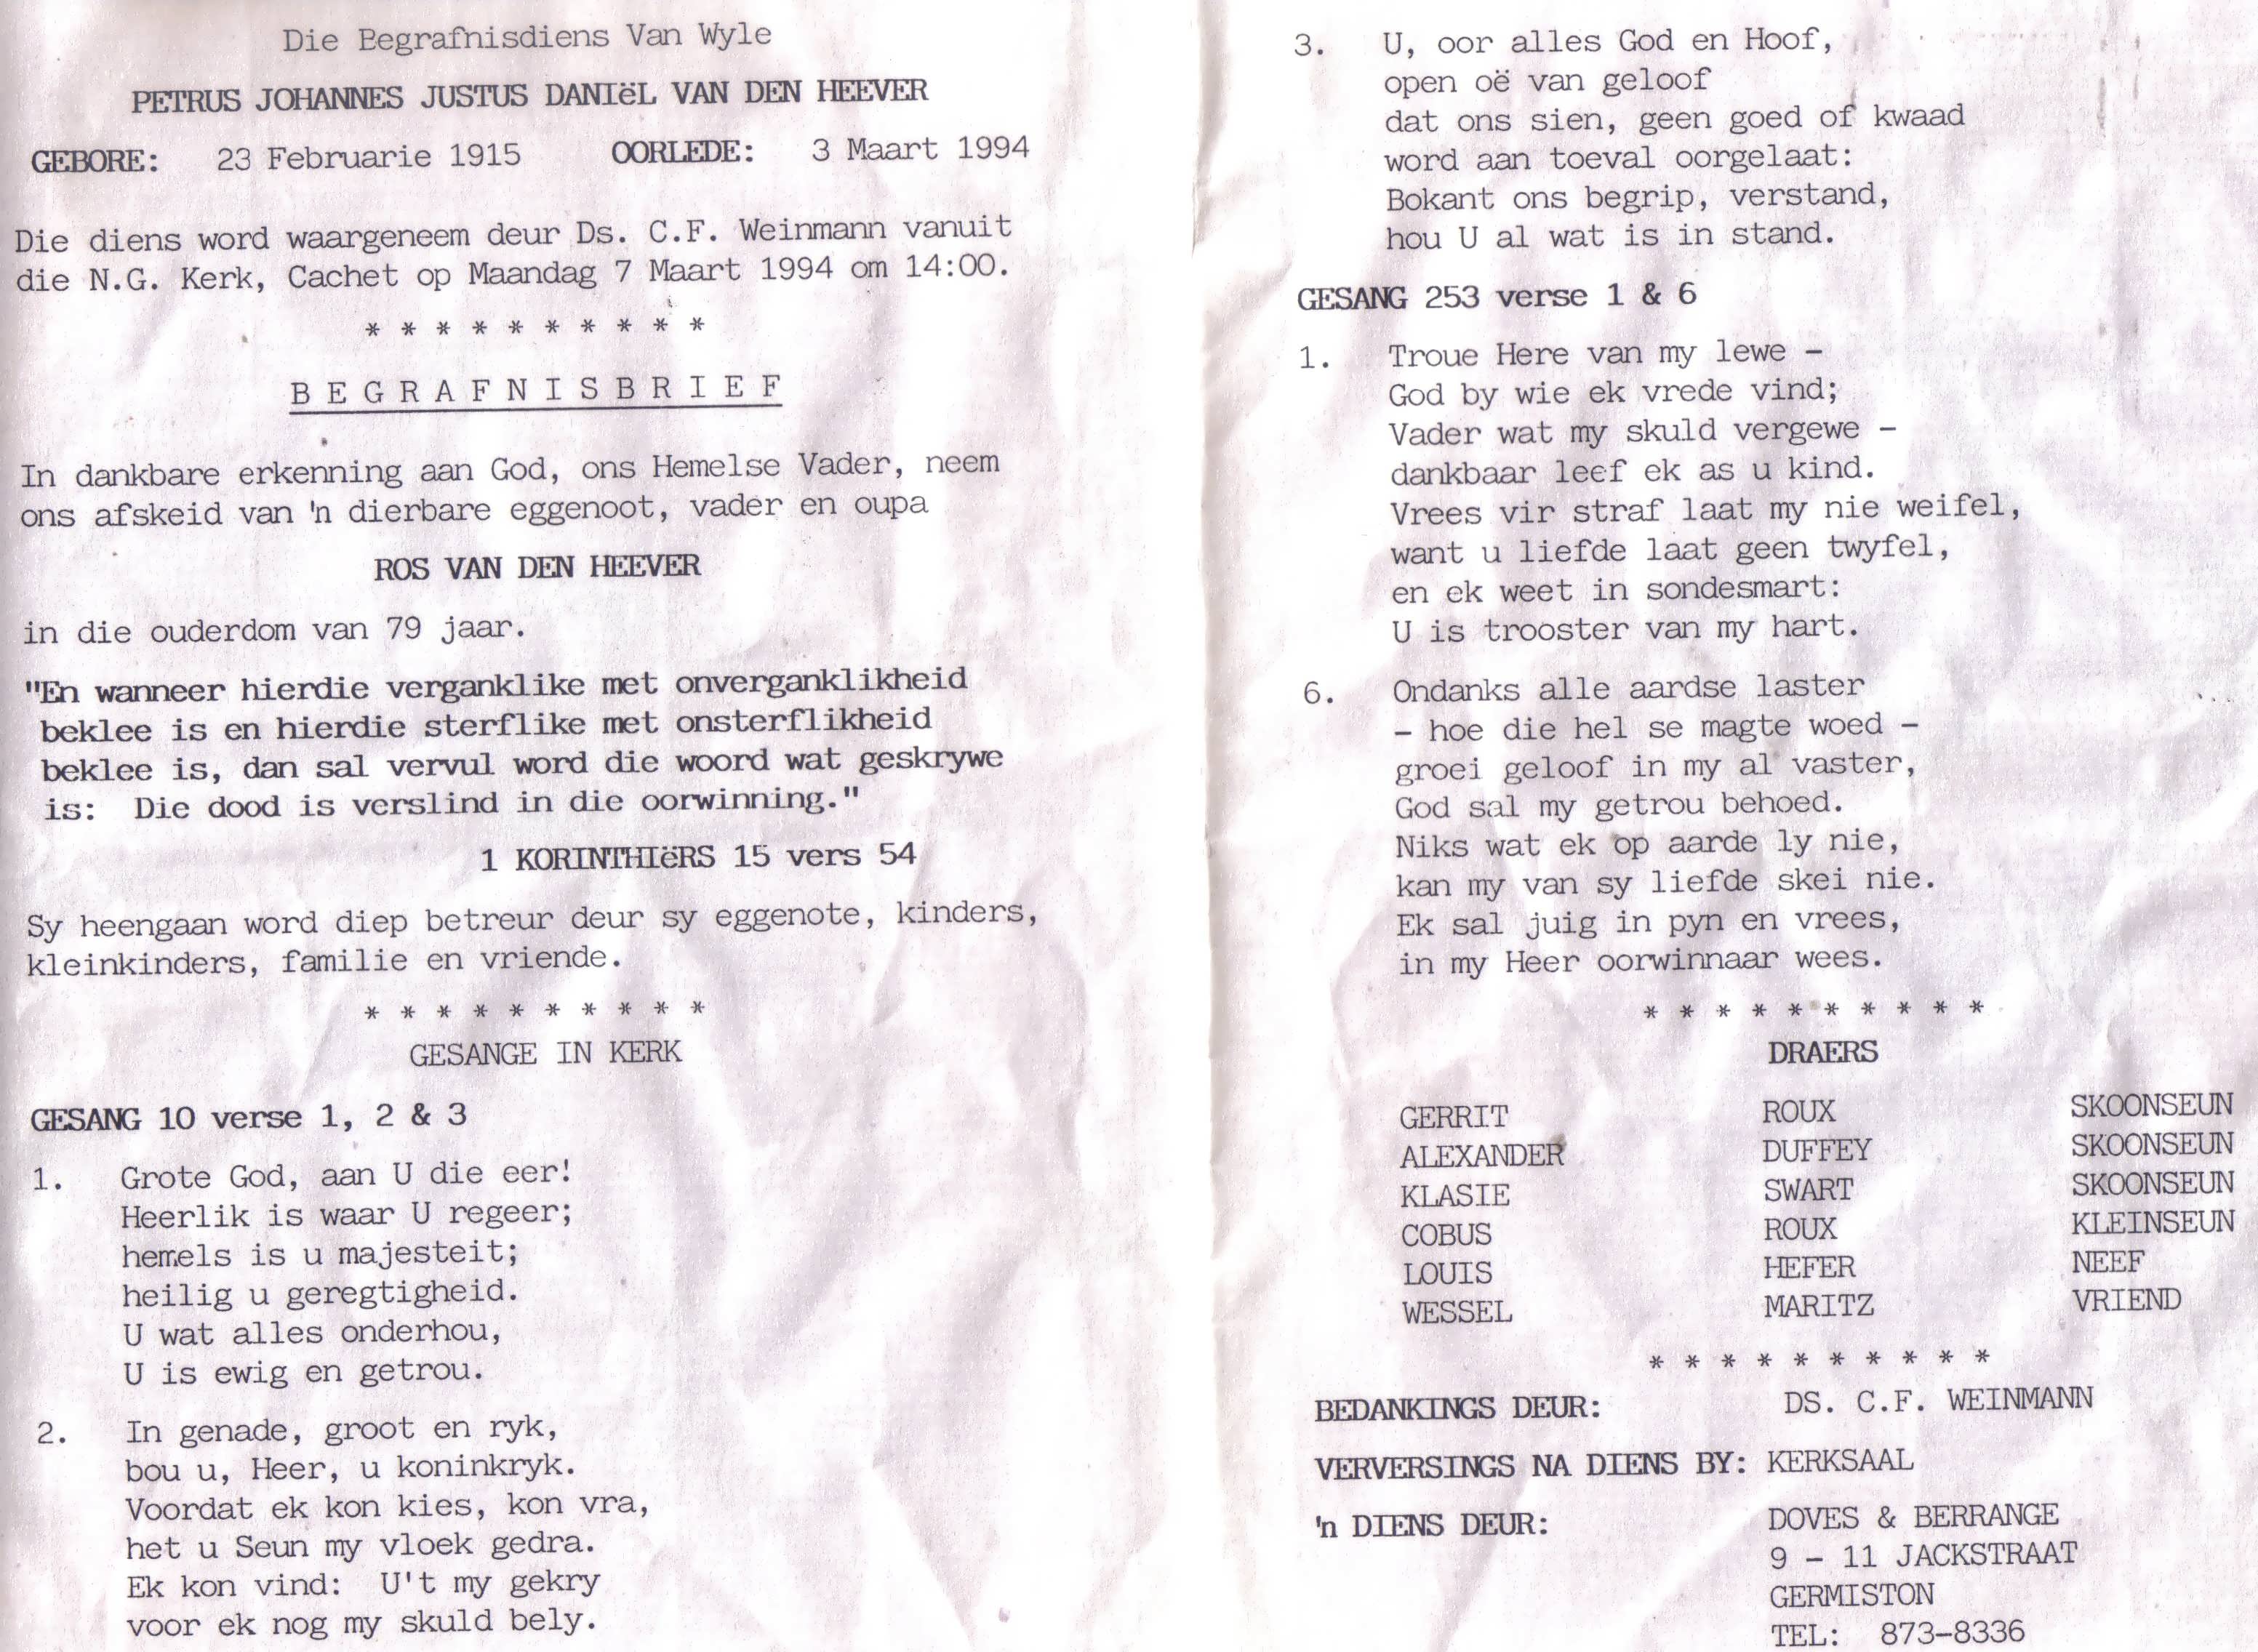 Die Begrafnisdiens Van Wyle
PETRUS JOHANNES JUSTUS DANIëL VAN DEN HEEVER
GEBORE: 23 Februarie 1915 OORLEDE: 3 Maart 1994
Die diens word waargeneem deur Ds. C.F. Weinmann vanuit
die N.G. Kerk, Cachet op Maandag 7 Maart 1994 om 14:00.
* * * * * * * * * *
B E G R A F N I S B R I E F
In dankbare erkenning aan God, ons Hemelse Vader, neem
ons afskeid van 'n dierbare eggenoot, vader en oupa
ROS VAN DEN HEEVER
in die ouderdom van 79 jaar.
"En wanneer hierdie verganklike met onverganklikheid
beklee is en hierdie sterflike met onsterflikheid
beklee is, dan sal vervul word die woord wat geskrywe
is: Die dood is verslind in die oorwinning."
1 KORINTHIëRS 15 vers 54
Sy heengaan word diep betreur deur sy eggenote, kinders,
kleinkinders, familie en vriende.
* * * * * * * * * *
GESANGE IN KERK
GESANG 10 verse 1, 2 & 3
1. Grote God, aan U die eer!
Heerlik is waar U regeer;
hemels is u majesteit;
heilig u geregtigheid.
U wat alles onderhou,
U is ewig en getrou.
2. In genade, groot en ryk,
bou u, Heer, u koninkryk.
Voordat ek kon kies, kon vra,
het u Seun my vloek gedra.
Ek kon vind: U't my gekry
voor ek nog my skuld bely.
3. U, oor alles God en Hoof,
open oë van geloof
dat ons sien, geen goed of kwaad
word aan toeval oorgelaat:
Bokant ons begrip, verstand,
hou U al wat is in stand.
GESANG 253 verse 1 & 6
1. Troue Here van my lewe -
God by wie ek vrede vind;
Vader wat my skuld vergewe -
dankbaar leef ek as u kind.
Vrees vir straf laat my nie weifel,
want u liefde laat geen twyfel,
en ek weet in sondesmart:
U is trooster van my hart.
6. Ondanks alle aardse laster
- hoe die hel se magte woed -
groei geloof in my al vaster,
God sal my getrou behoed.
Niks wat ek op aarde ly nie,
kan my van sy liefde skei nie.
Ek sal juig in pyn en vrees,
in my Heer oorwinnaar wees.
* * * * * * * * * *
DRAERS
GERRIT ROUX SKOONSEUN
ALEXANDER DUFFEY SKOONSEUN
KLASIE SWART SKOONSEUN
COBUS ROUX KLEINSEUN
LOUIS HEFER NEEF
WESSEL MARITZ VRIEND
* * * * * * * * * *
BEDANKINGS DEUR: DS. C.F. WEINMANN
VERVERSINGS NA DIENS BY: KERKSAAL
'n DIENS DEUR: DOVES & BERRANGE
9 - 11 JACKSTRAAT
GERMISTON
TEL: 873-8336